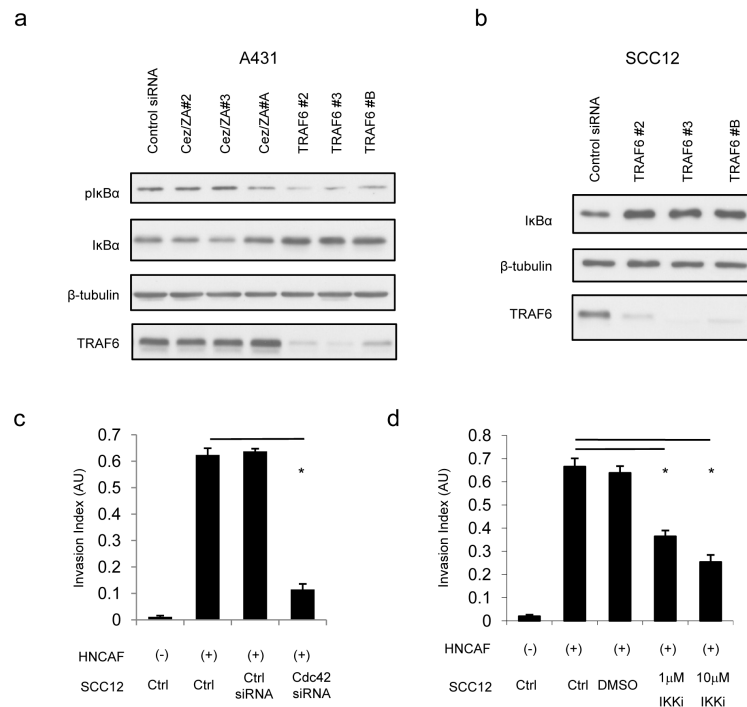 a
A431
Control siRNA
Cez/ZA#2
Cez/ZA#3
Cez/ZA#A
TRAF6 #2
TRAF6 #3
TRAF6 #B
pIκBα
IκBα
β-tubulin
TRAF6
b
SCC12
Control siRNA
TRAF6 #2
TRAF6 #3
TRAF6 #B
IκBα
β-tubulin
TRAF6
c
Invasion Index (AU)
0.7
0.6
0.5
0.4
0.3
0.2
0.1
0
*
HNCAF (-) (+) (+) (+)
SCC12 Ctrl Ctrl Ctrl siRNA Cdc42 siRNA
d
Invasion Index (AU)
0.8
0.7
0.6
0.5
0.4
0.3
0.2
0.1
0
* *
HNCAF (-) (+) (+) (+) (+)
SCC12 Ctrl Ctrl DMSO 1μM IKKi 10μM IKKi